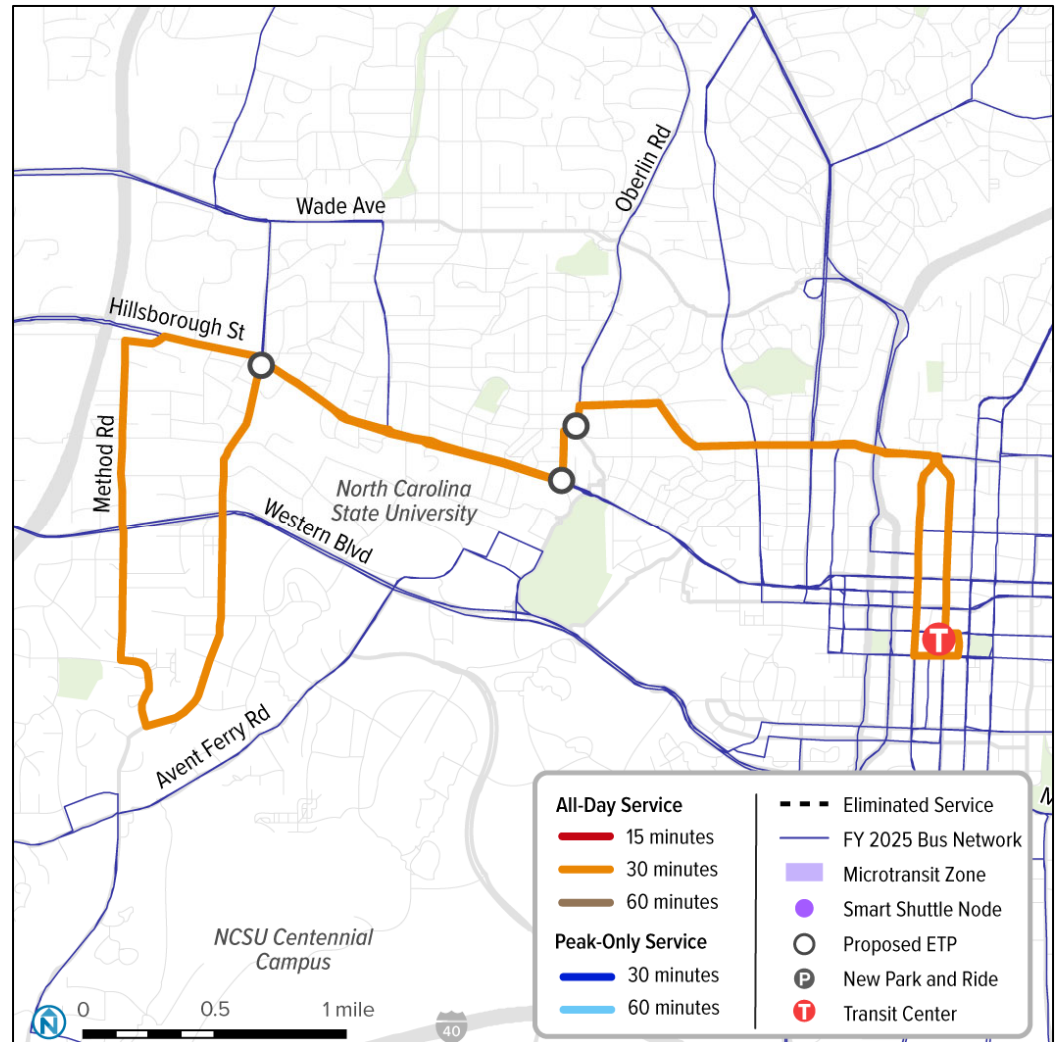 Wade Ave
Oberlin Rd
Hillsborough St
Method Rd
North Carolina
State University
Western Blvd
T
Avent Ferry Rd
NCSU Centennial
Campus
M
N
0 0.5 1 mile
40
All-Day Service
15 minutes
30 minutes
60 minutes
Peak-Only Service
30 minutes
60 minutes
Eliminated Service
FY 2025 Bus Network
Microtransit Zone
Smart Shuttle Node
Proposed ETP
P New Park and Ride
T Transit Center